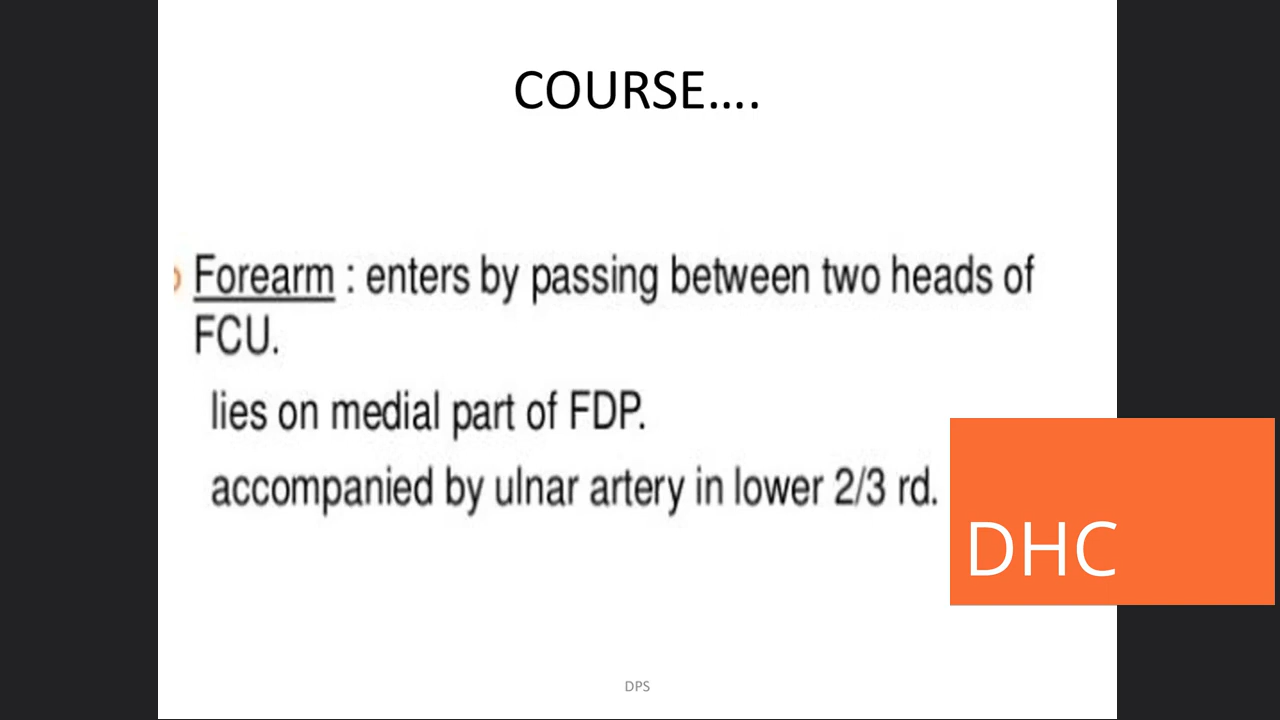 COURSE....
Forearm : enters by passing between two heads of
FCU.
lies on medial part of FDP.
accompanied by ulnar artery in lower 2/3 rd.
DHC
DPS